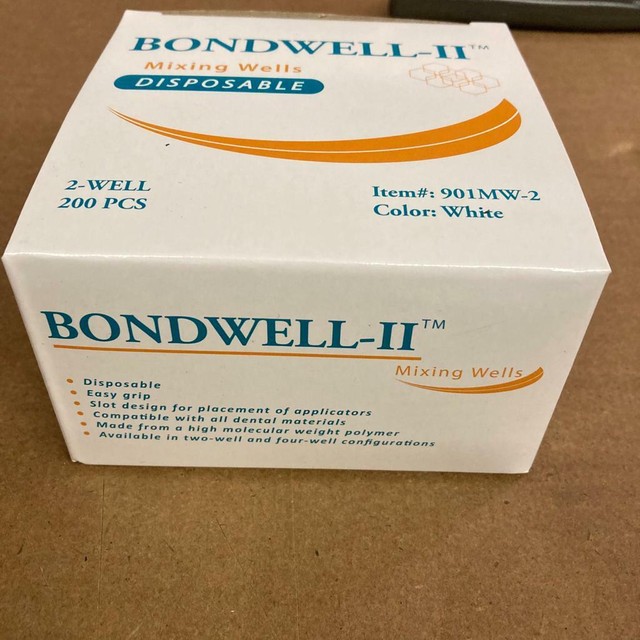 BONDWELL-II™
Mixing Wells
DISPOSABLE
2-WELL
200 PCS
Item#: 901MW-2
Color: White
BONDWELL-II™
Mixing Wells
• Disposable
• Easy grip
• Slot design for placement of applicators
• Compatible with all dental materials
• Made from a high molecular weight polymer
• Available in two-well and four-well configurations